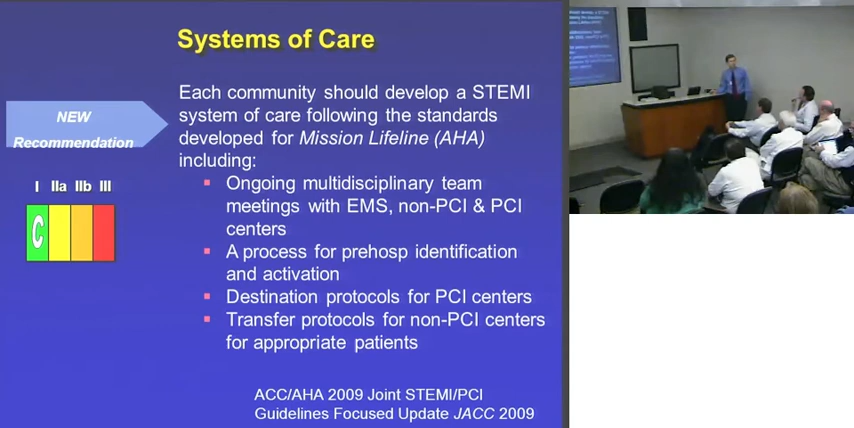 Systems of Care
NEW
Recommendation
I IIa IIb III
C
Each community should develop a STEMI
system of care following the standards
developed for Mission Lifeline (AHA)
including:
Ongoing multidisciplinary team
meetings with EMS, non-PCI & PCI
centers
A process for prehosp identification
and activation
Destination protocols for PCI centers
Transfer protocols for non-PCI centers
for appropriate patients
ACC/AHA 2009 Joint STEMI/PCI
Guidelines Focused Update JACC 2009